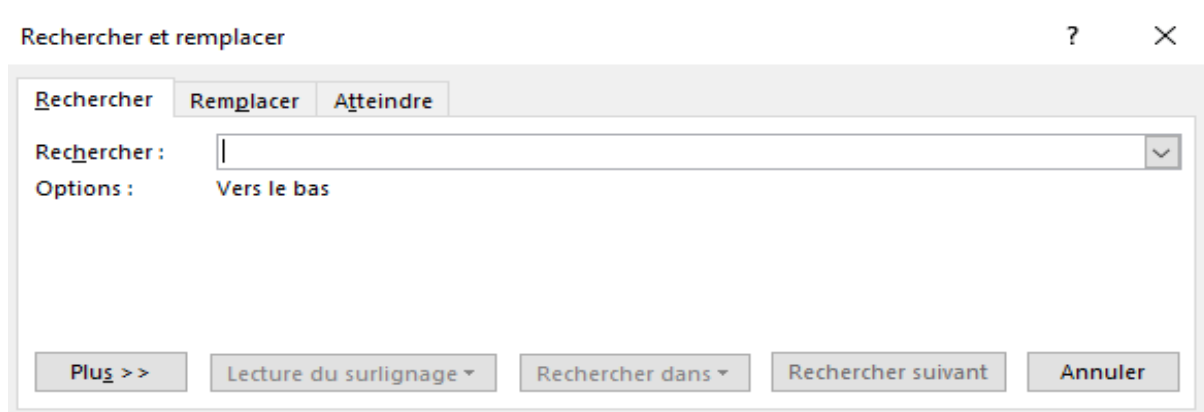 Rechercher et remplacer ?
Rechercher Remplacer Atteindre
Rechercher :
Options : Vers le bas
Plus >> Lecture du surlignage Rechercher dans Rechercher suivant Annuler